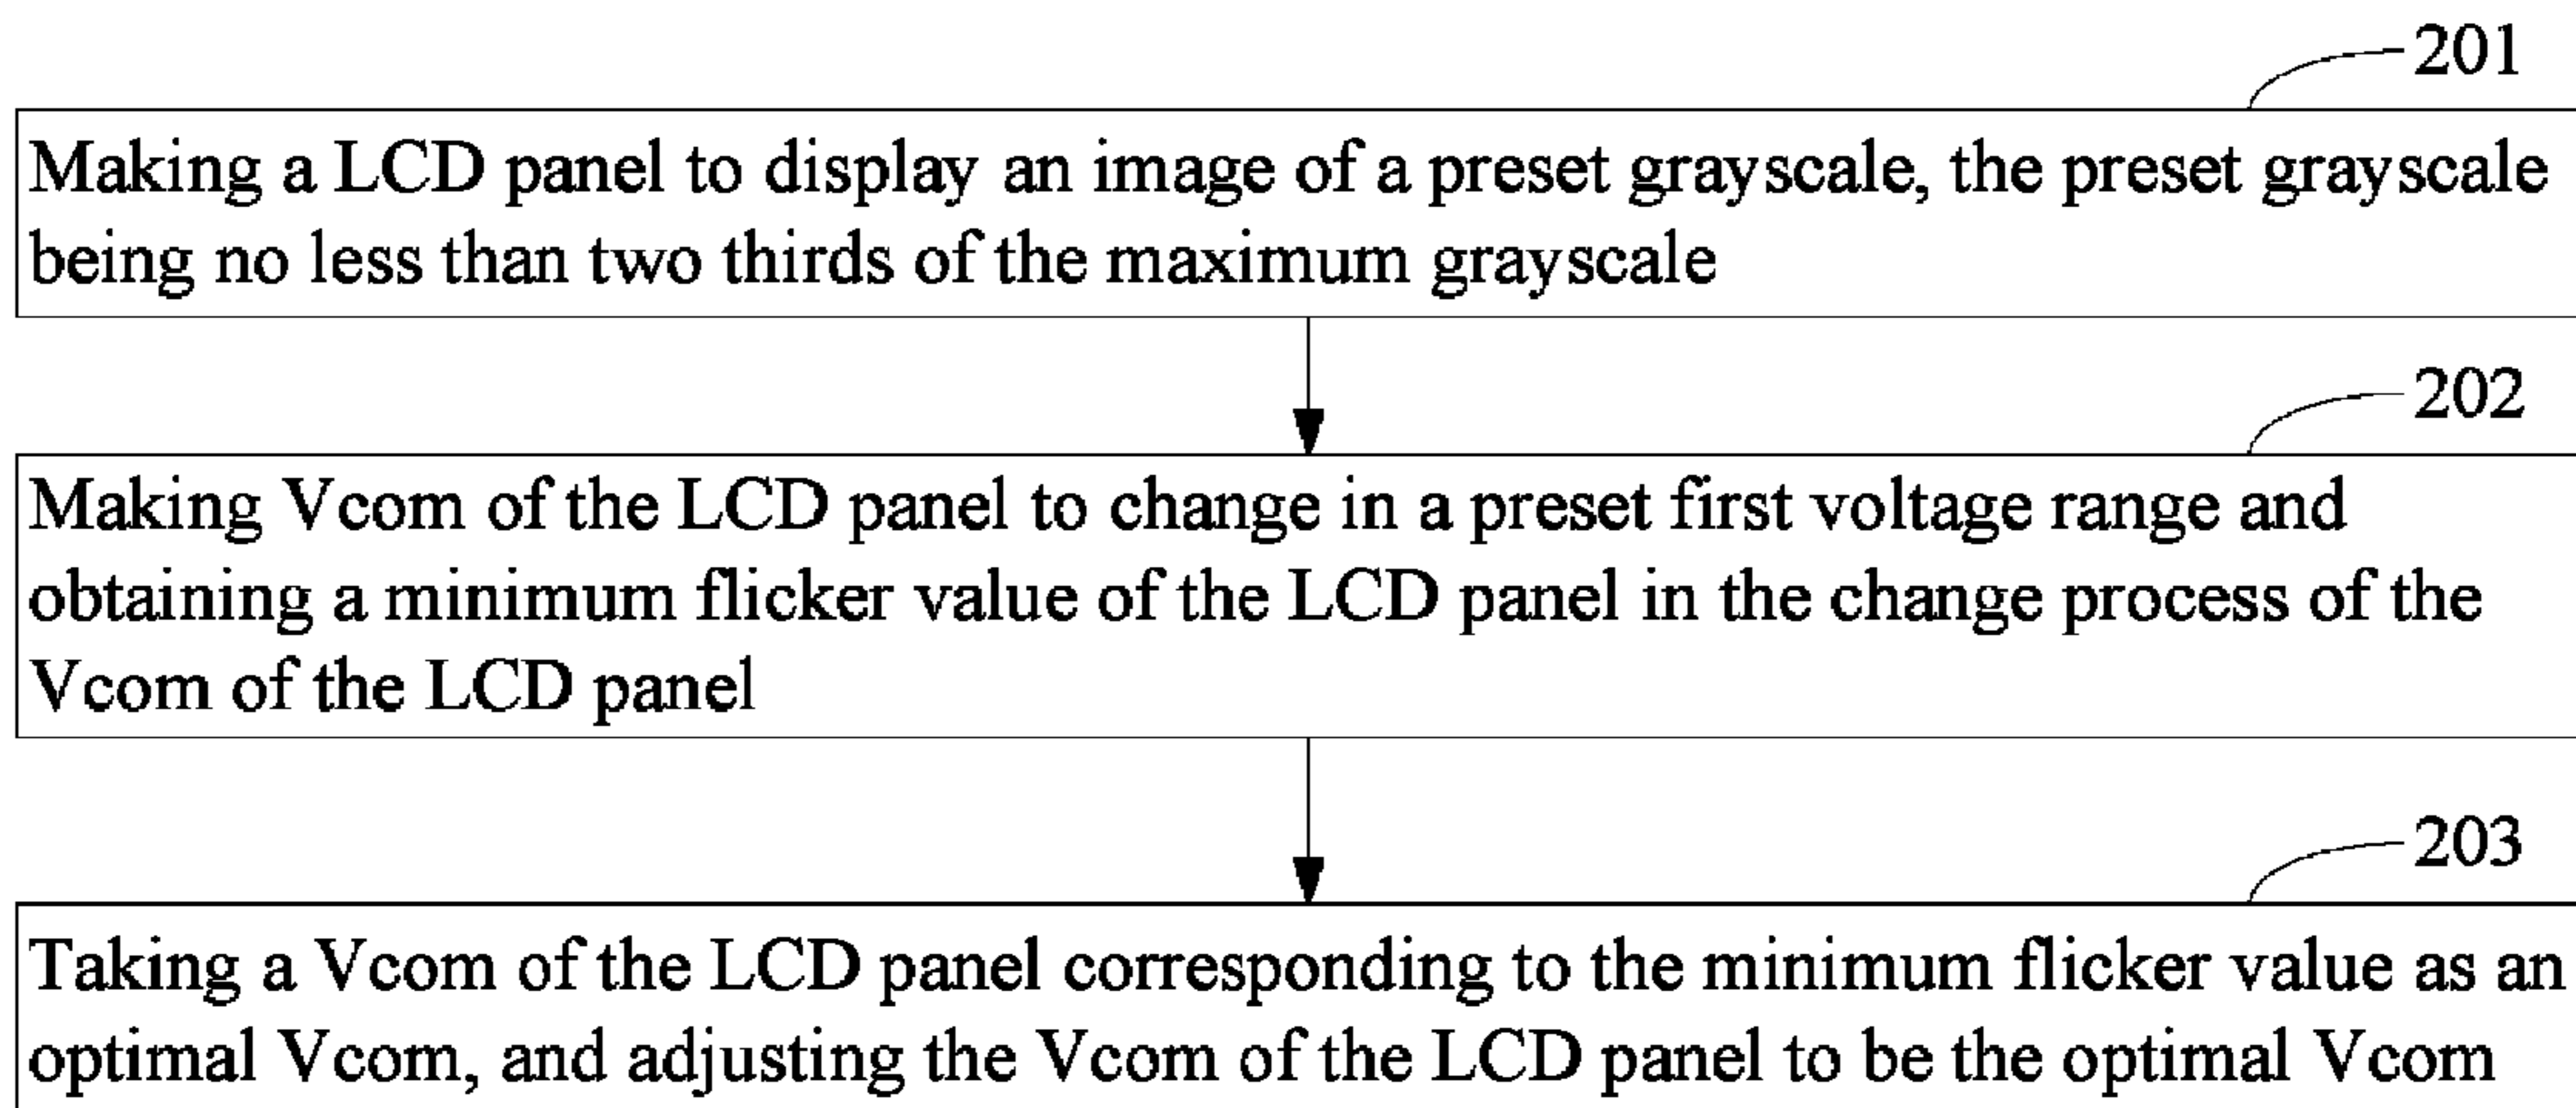 201
Making a LCD panel to display an image of a preset grayscale, the preset grayscale
being no less than two thirds of the maximum grayscale
202
Making Vcom of the LCD panel to change in a preset first voltage range and
obtaining a minimum flicker value of the LCD panel in the change process of the
Vcom of the LCD panel
203
Taking a Vcom of the LCD panel corresponding to the minimum flicker value as an
optimal Vcom, and adjusting the Vcom of the LCD panel to be the optimal Vcom